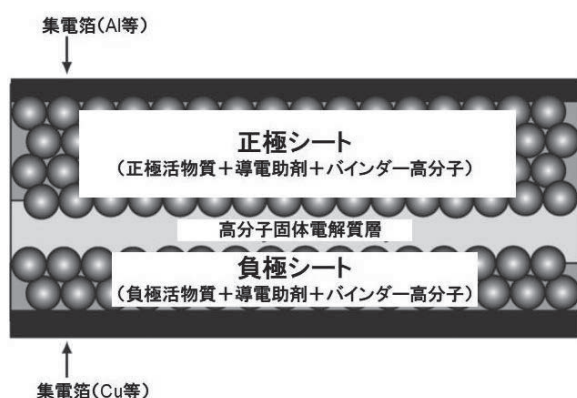 集電箔(Al等)
正極シート
(正極活物質＋導電助剤＋バインダー高分子)
高分子固体電解質層
負極シート
(負極活物質＋導電助剤＋バインダー高分子)
集電箔(Cu等)